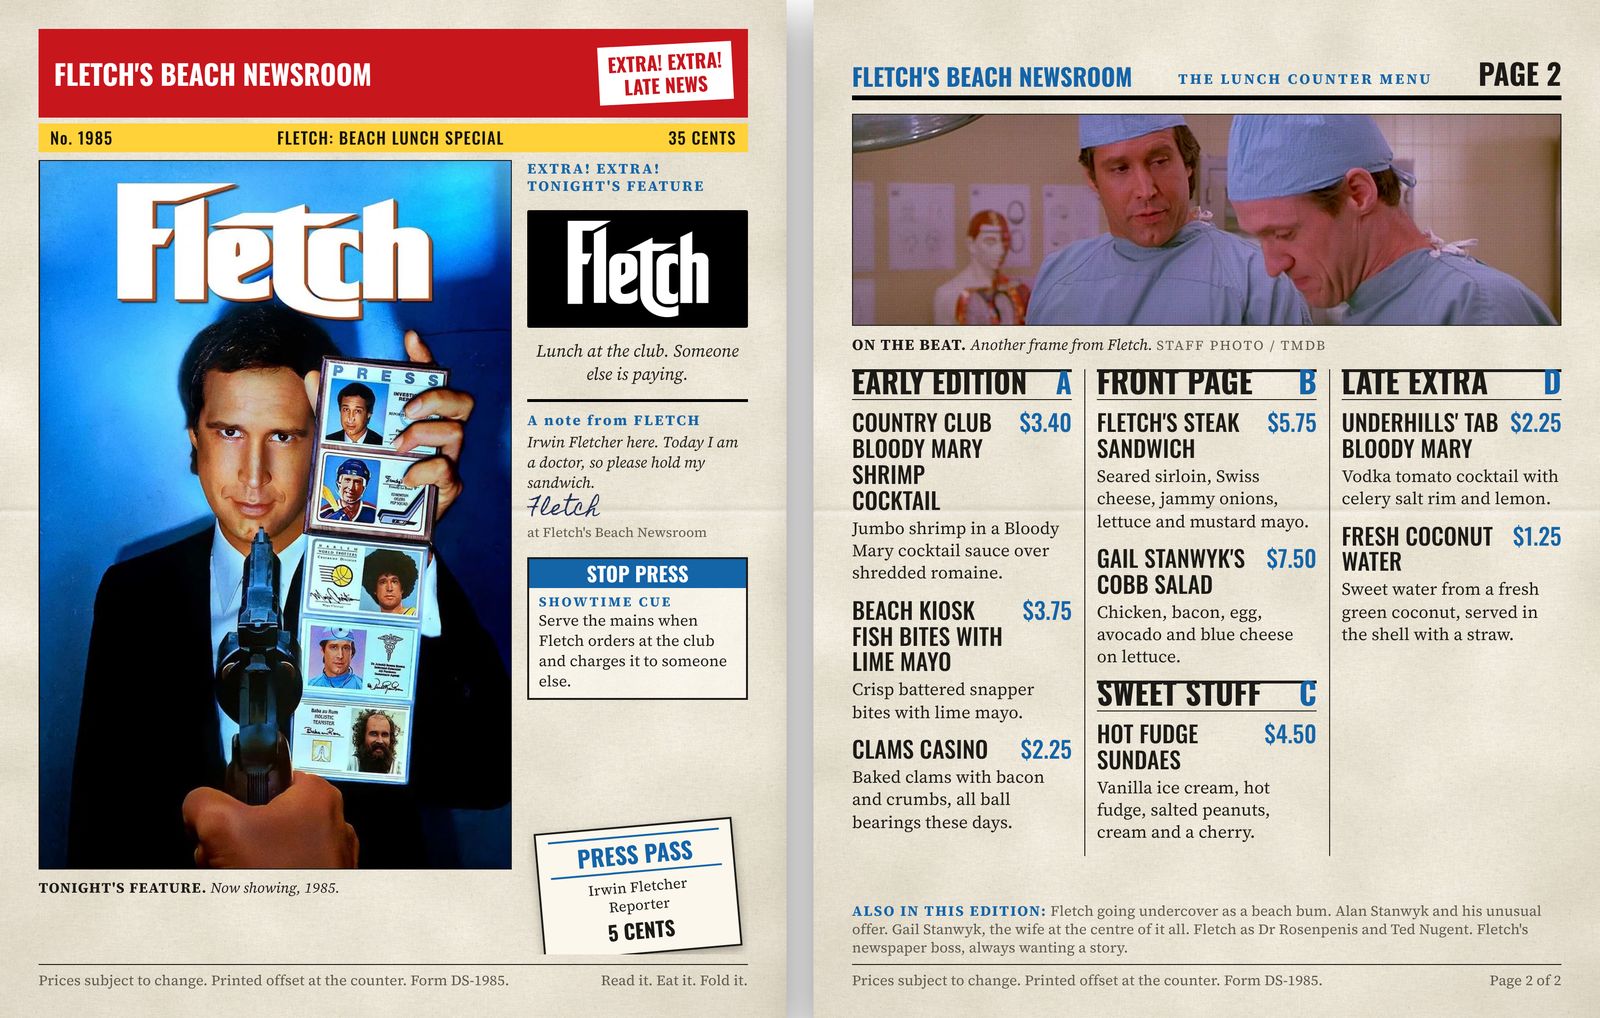 FLETCH'S BEACH NEWSROOM
EXTRA! EXTRA!
LATE NEWS
No. 1985
FLETCH: BEACH LUNCH SPECIAL
35 CENTS
Fletch
PRESS
EXTRA! EXTRA!
TONIGHT'S FEATURE
Fletch
Lunch at the club. Someone
else is paying.
A note from FLETCH
Irwin Fletcher here. Today I am
a doctor, so please hold my
sandwich.
Fletch
at Fletch's Beach Newsroom
STOP PRESS
SHOWTIME CUE
Serve the mains when
Fletch orders at the club
and charges it to someone
else.
PRESS PASS
Irwin Fletcher
Reporter
5 CENTS
TONIGHT'S FEATURE. Now showing, 1985.
Prices subject to change. Printed offset at the counter. Form DS-1985.
Read it. Eat it. Fold it.
FLETCH'S BEACH NEWSROOM
THE LUNCH COUNTER MENU
PAGE 2
ON THE BEAT. Another frame from Fletch. STAFF PHOTO / TMDB
EARLY EDITION A
COUNTRY CLUB $3.40
BLOODY MARY
SHRIMP
COCKTAIL
Jumbo shrimp in a Bloody
Mary cocktail sauce over
shredded romaine.
BEACH KIOSK $3.75
FISH BITES WITH
LIME MAYO
Crisp battered snapper
bites with lime mayo.
CLAMS CASINO $2.25
Baked clams with bacon
and crumbs, all ball
bearings these days.
FRONT PAGE B
FLETCH'S STEAK $5.75
SANDWICH
Seared sirloin, Swiss
cheese, jammy onions,
lettuce and mustard mayo.
GAIL STANWYK'S $7.50
COBB SALAD
Chicken, bacon, egg,
avocado and blue cheese
on lettuce.
SWEET STUFF C
HOT FUDGE $4.50
SUNDAES
Vanilla ice cream, hot
fudge, salted peanuts,
cream and a cherry.
LATE EXTRA D
UNDERHILLS' TAB $2.25
BLOODY MARY
Vodka tomato cocktail with
celery salt rim and lemon.
FRESH COCONUT $1.25
WATER
Sweet water from a fresh
green coconut, served in
the shell with a straw.
ALSO IN THIS EDITION: Fletch going undercover as a beach bum. Alan Stanwyk and his unusual
offer. Gail Stanwyk, the wife at the centre of it all. Fletch as Dr Rosenpenis and Ted Nugent. Fletch's
newspaper boss, always wanting a story.
Prices subject to change. Printed offset at the counter. Form DS-1985.
Page 2 of 2